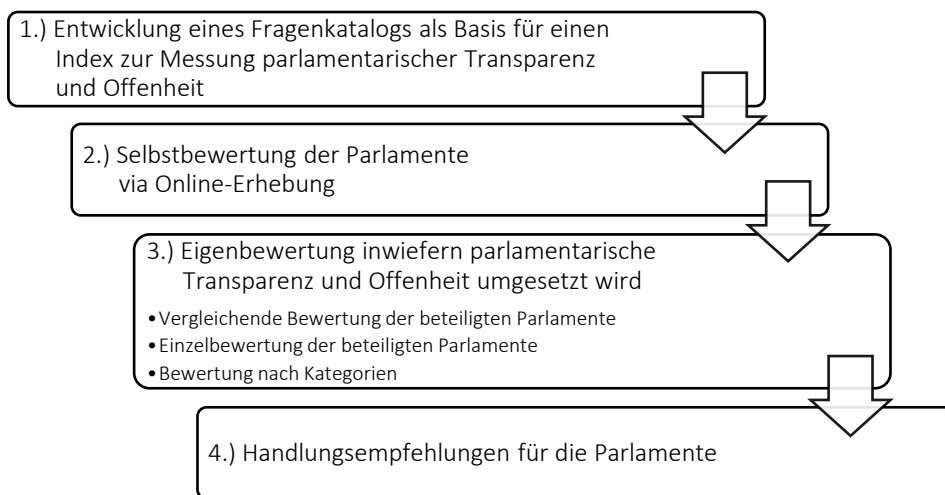 1.) Entwicklung eines Fragenkatalogs als Basis für einen
Index zur Messung parlamentarischer Transparenz
und Offenheit
2.) Selbstbewertung der Parlamente
via Online-Erhebung
3.) Eigenbewertung inwiefern parlamentarische
Transparenz und Offenheit umgesetzt wird
•Vergleichende Bewertung der beteiligten Parlamente
•Einzelbewertung der beteiligten Parlamente
•Bewertung nach Kategorien
4.) Handlungsempfehlungen für die Parlamente